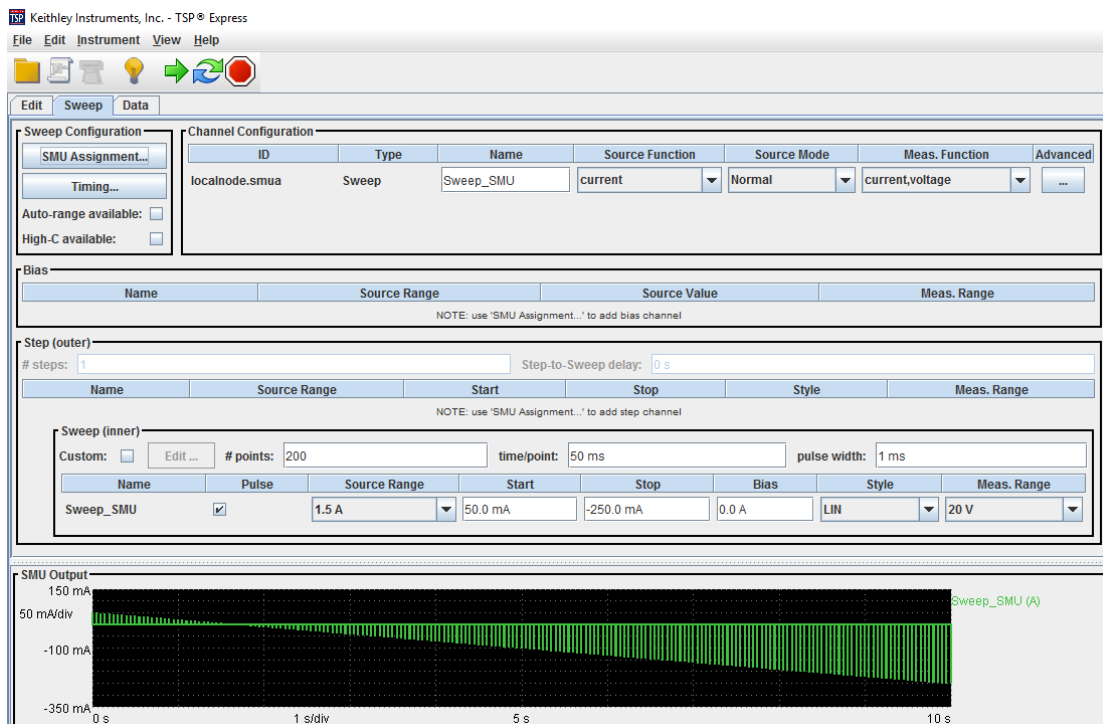 TSP Keithley Instruments, Inc. - TSP® Express
File Edit Instrument View Help
Edit Sweep Data
Sweep Configuration
SMU Assignment...
Timing...
Auto-range available:
High-C available:
Channel Configuration
ID Type Name Source Function Source Mode Meas. Function Advanced
localnode.smua Sweep Sweep_SMU current Normal current,voltage ...
Bias
Name Source Range Source Value Meas. Range
NOTE: use 'SMU Assignment...' to add bias channel
Step (outer)
# steps: 1 Step-to-Sweep delay: 0 s
Name Source Range Start Stop Style Meas. Range
NOTE: use 'SMU Assignment...' to add step channel
Sweep (inner)
Custom: Edit ... # points: 200 time/point: 50 ms pulse width: 1 ms
Name Pulse Source Range Start Stop Bias Style Meas. Range
Sweep_SMU 1.5 A 50.0 mA -250.0 mA 0.0 A LIN 20 V
SMU Output
150 mA
50 mA/div
-100 mA
-350 mA
0 s 1 s/div 5 s 10 s
Sweep_SMU (A)